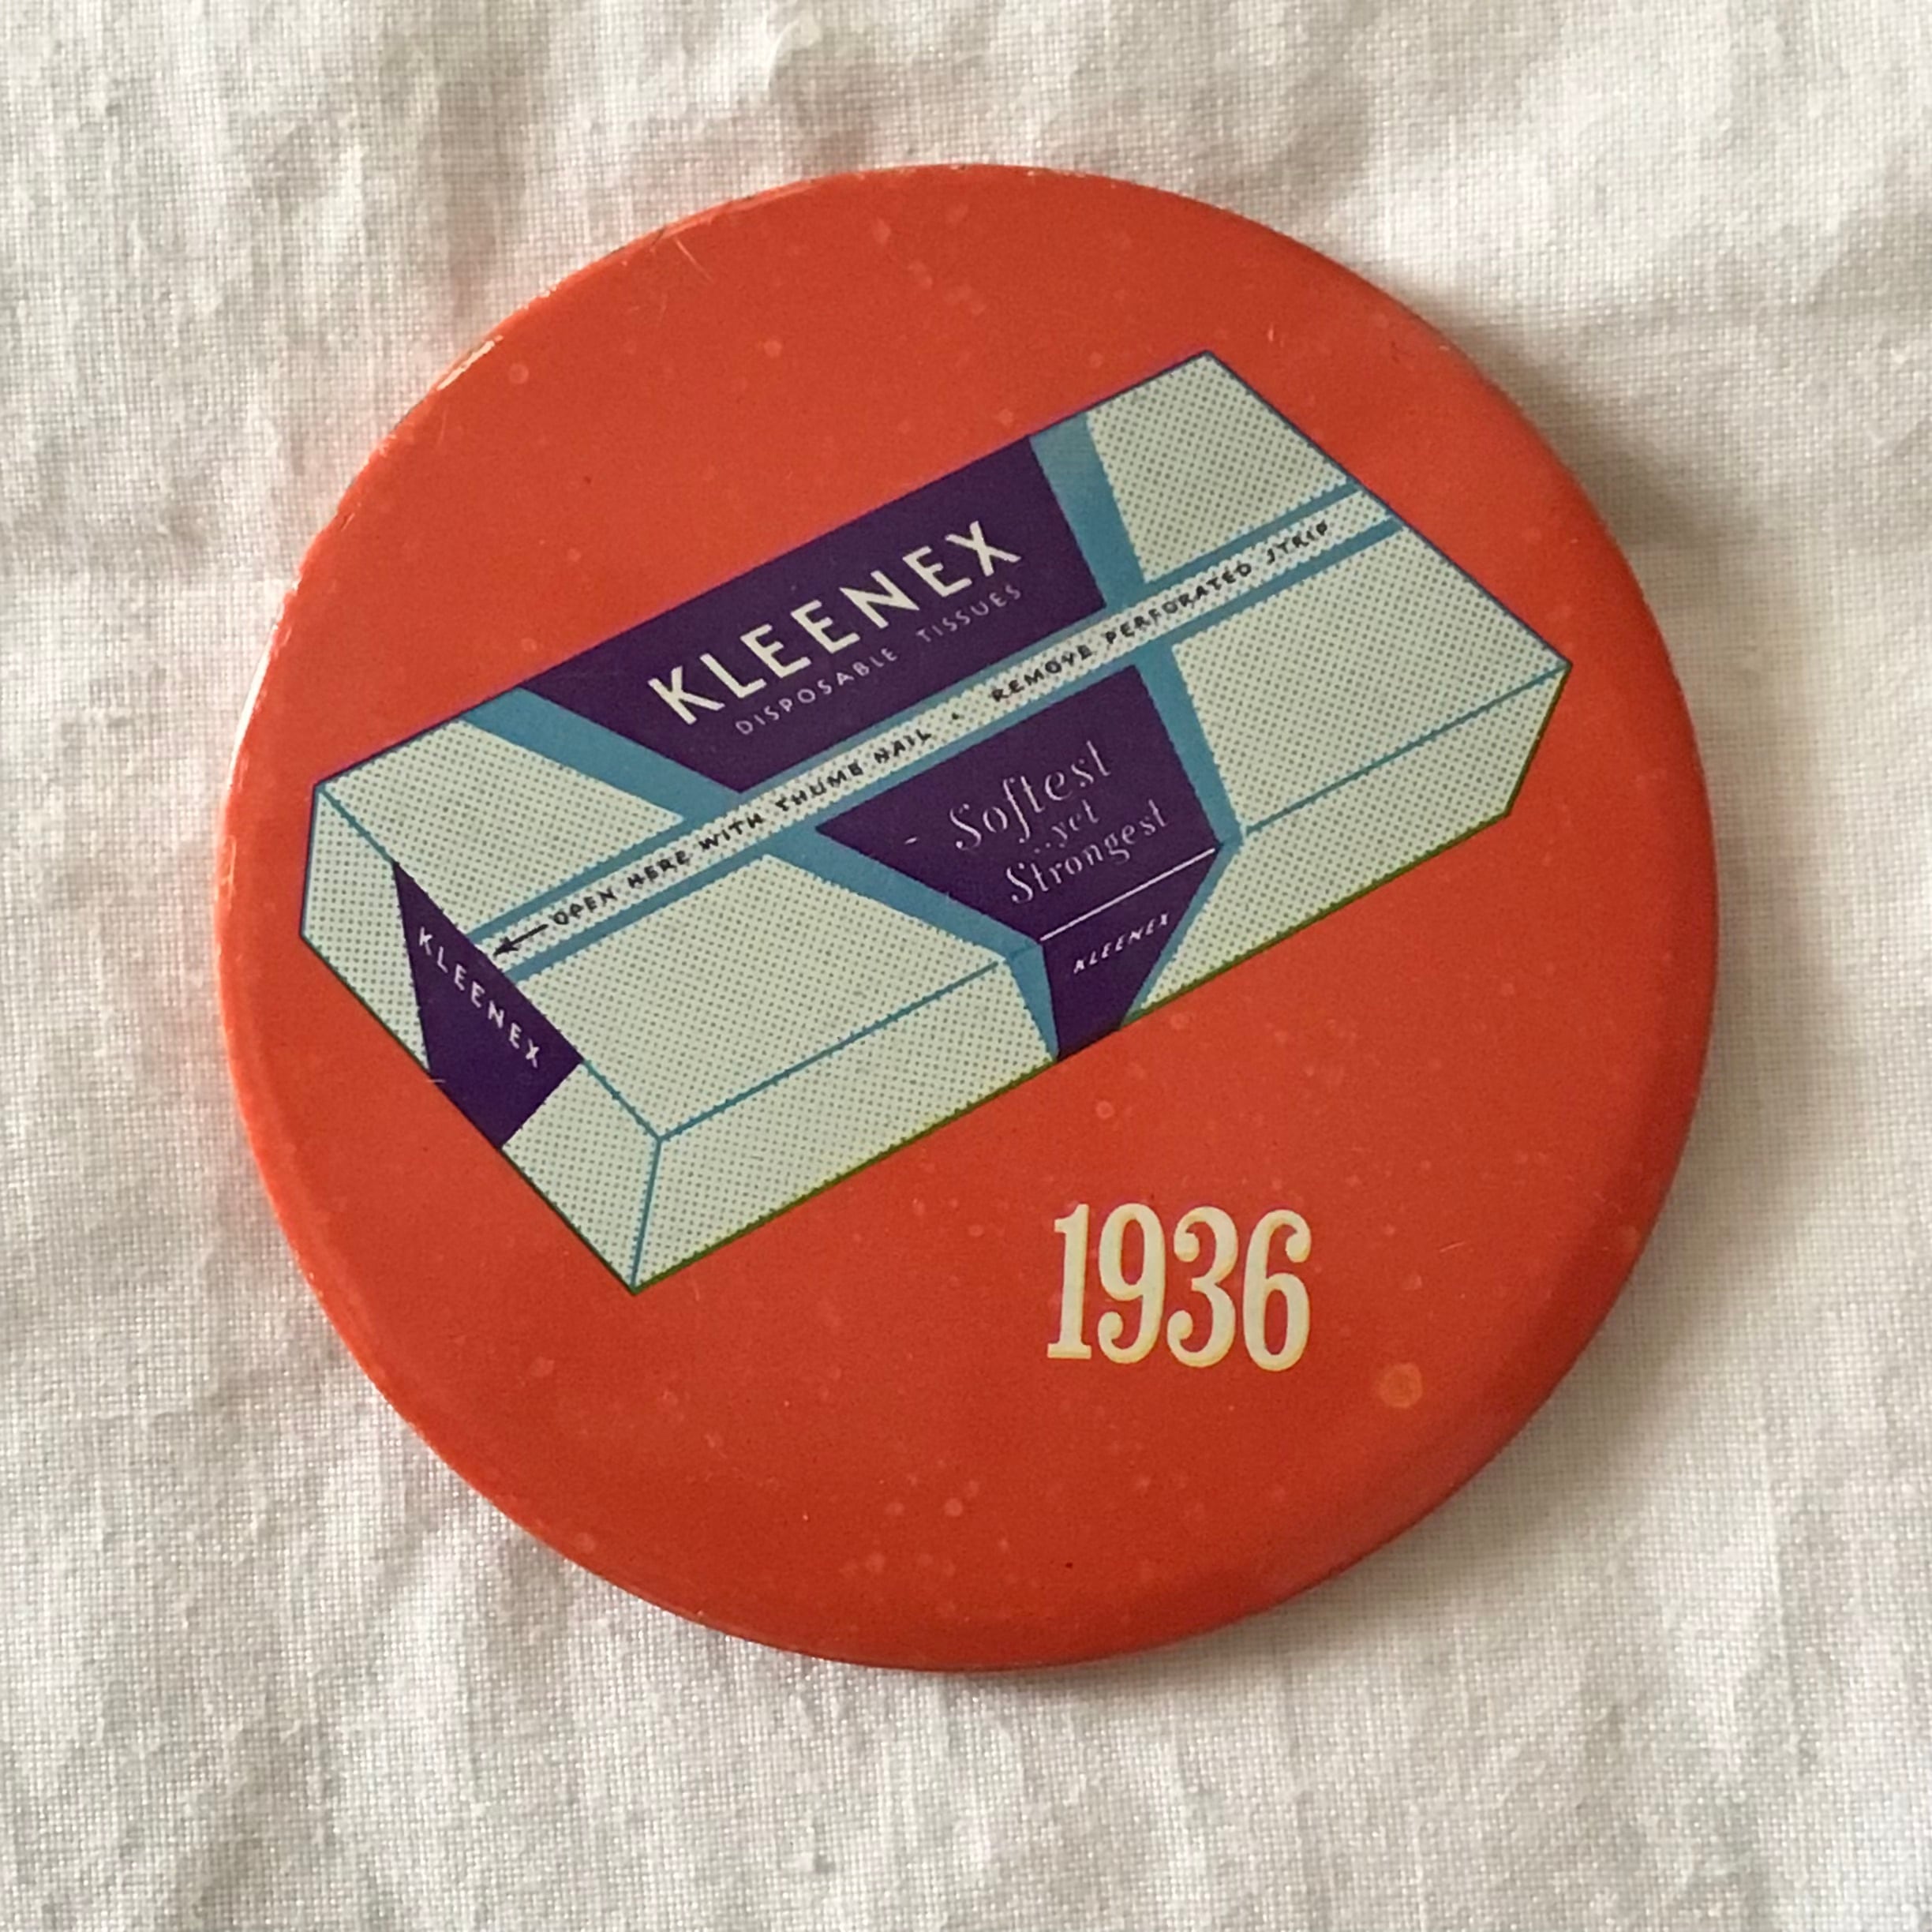 KLEENEX
DISPOSABLE TISSUES
OPEN HERE WITH THUMB NAIL • REMOVE PERFORATED STRIP
Softest
..yet
Strongest
KLEENEX
KLEENEX
1936